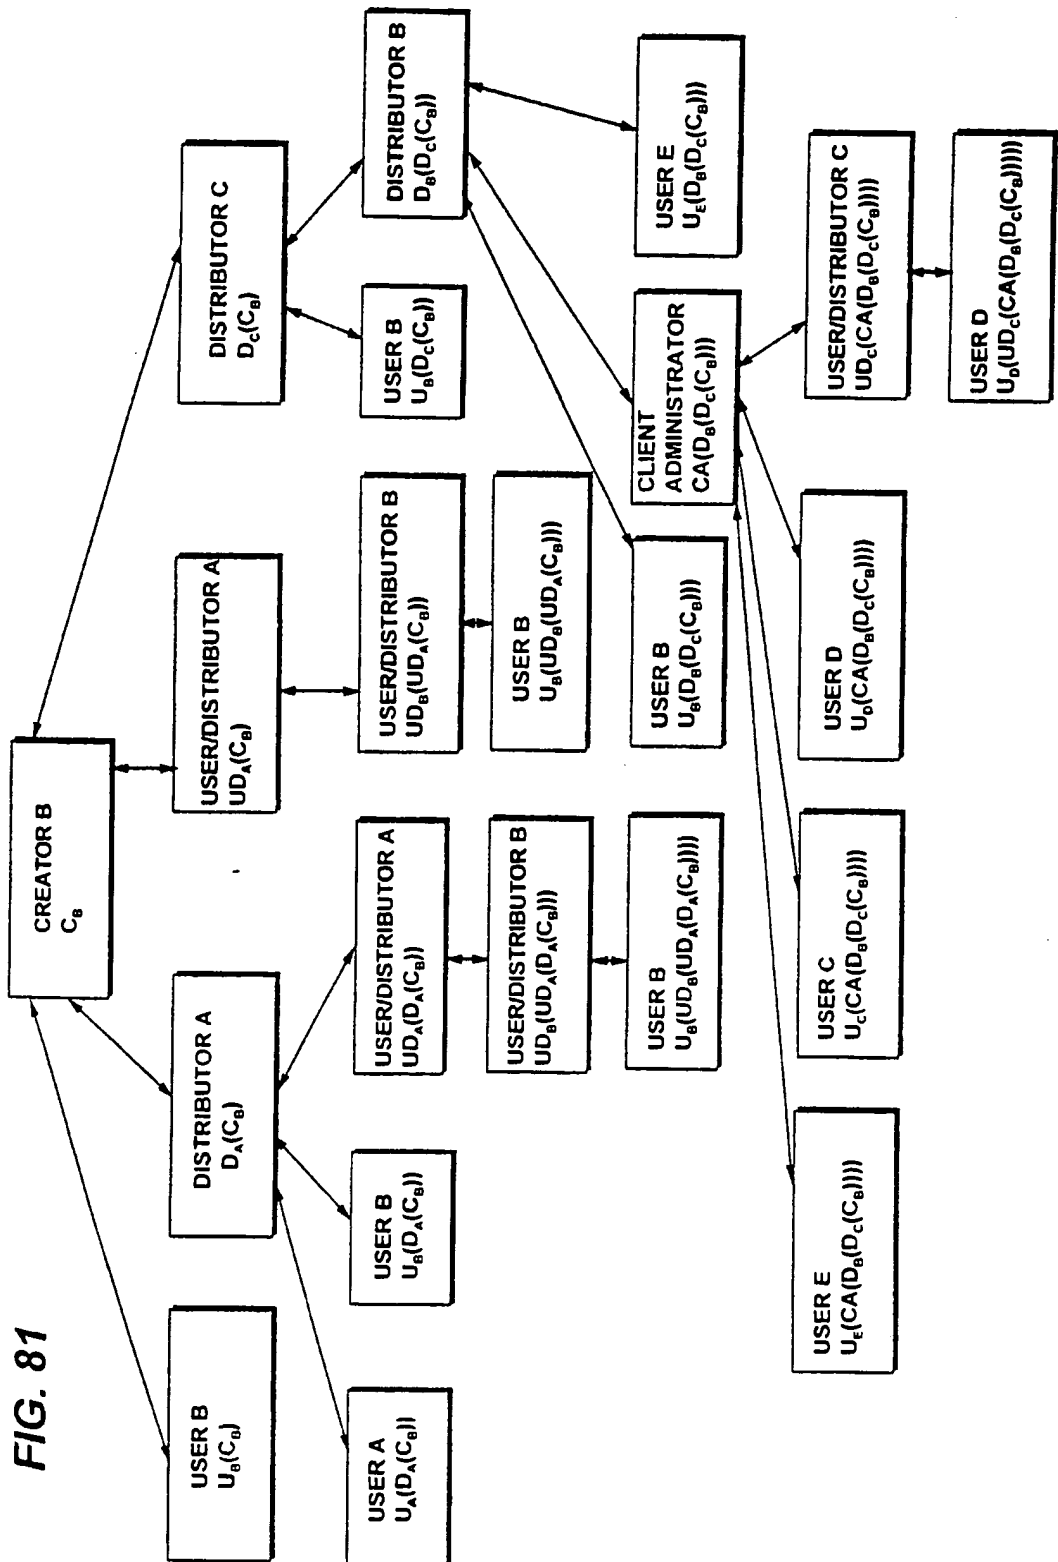 FIG. 81
CREATOR B
C_B
USER B
U_B(C_B)
DISTRIBUTOR A
D_A(C_B)
USER/DISTRIBUTOR A
UD_A(C_B)
DISTRIBUTOR C
D_C(C_B)
USER A
U_A(D_A(C_B))
USER B
U_B(D_A(C_B))
USER/DISTRIBUTOR A
UD_A(D_A(C_B))
USER/DISTRIBUTOR B
UD_B(UD_A(C_B))
USER B
U_B(D_C(C_B))
DISTRIBUTOR B
D_B(D_C(C_B))
USER/DISTRIBUTOR B
UD_B(UD_A(D_A(C_B)))
USER B
U_B(UD_B(UD_A(C_B)))
USER B
U_B(UD_B(UD_A(D_A(C_B))))
USER B
U_B(D_B(D_C(C_B)))
CLIENT
ADMINISTRATOR
CA(D_B(D_C(C_B)))
USER E
U_E(D_B(D_C(C_B)))
USER E
U_E(CA(D_B(D_C(C_B))))
USER C
U_C(CA(D_B(D_C(C_B))))
USER D
U_D(CA(D_B(D_C(C_B))))
USER/DISTRIBUTOR C
UD_C(CA(D_B(D_C(C_B))))
USER D
U_D(UD_C(CA(D_B(D_C(C_B)))))